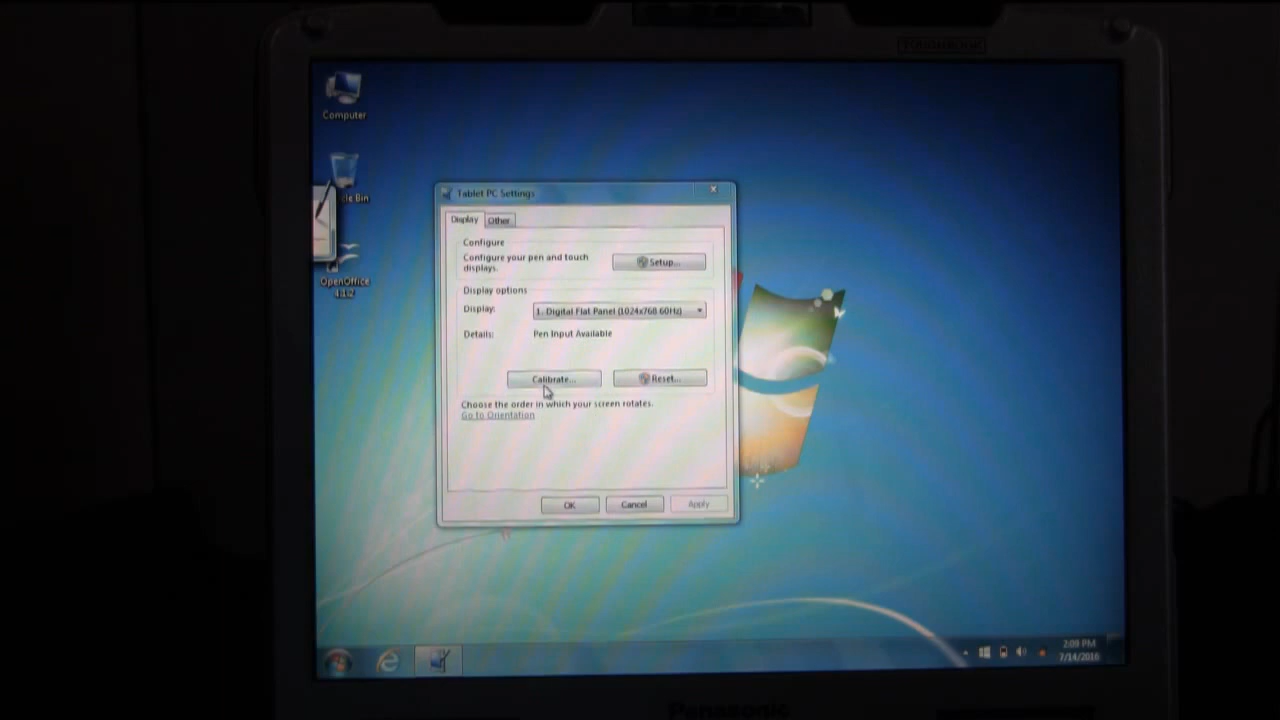 TOUGHBOOK
Computer
cle Bin
OpenOffice
4.1.2
Tablet PC Settings
Display
Other
Configure
Configure your pen and touch
displays.
Setup...
Display options
Display:
1. Digital Flat Panel (1024x768 60Hz)
Details:
Pen Input Available
Calibrate...
Reset...
Choose the order in which your screen rotates.
Go to Orientation
OK
Cancel
Apply
2:09 PM
7/14/2016
Panasonic